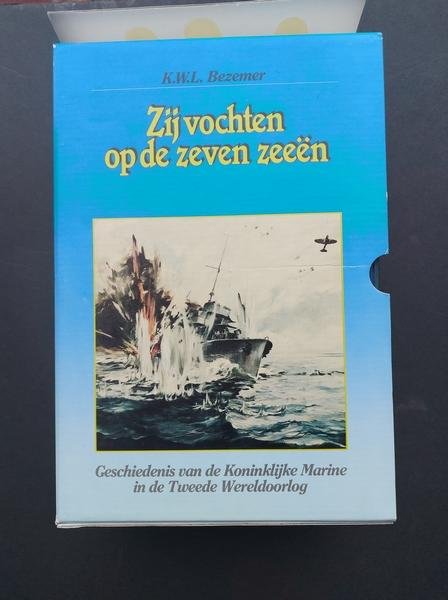 K.W.L. Bezemer
Zij vochten
op de zeven zeeën
Geschiedenis van de Koninklijke Marine
in de Tweede Wereldoorlog